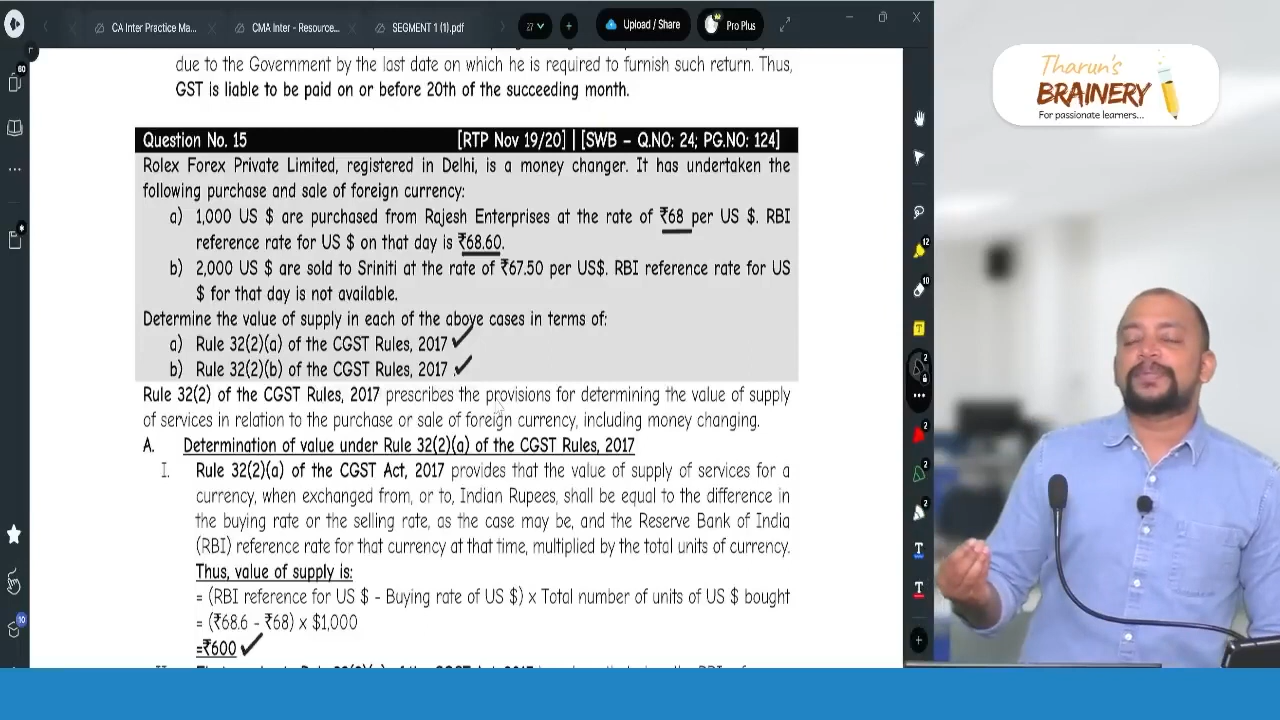 CA Inter Practice Ma...
CMA Inter - Resource...
SEGMENT 1 (1).pdf
27
Upload / Share
Pro Plus
due to the Government by the last date on which he is required to furnish such return. Thus,
GST is liable to be paid on or before 20th of the succeeding month.
Question No. 15 [RTP Nov 19/20] | [SWB – Q.NO: 24; PG.NO: 124]
Rolex Forex Private Limited, registered in Delhi, is a money changer. It has undertaken the
following purchase and sale of foreign currency:
a) 1,000 US $ are purchased from Rajesh Enterprises at the rate of ₹68 per US $. RBI
reference rate for US $ on that day is ₹68.60.
b) 2,000 US $ are sold to Sriniti at the rate of ₹67.50 per US$. RBI reference rate for US
$ for that day is not available.
Determine the value of supply in each of the above cases in terms of:
a) Rule 32(2)(a) of the CGST Rules, 2017
b) Rule 32(2)(b) of the CGST Rules, 2017
Rule 32(2) of the CGST Rules, 2017 prescribes the provisions for determining the value of supply
of services in relation to the purchase or sale of foreign currency, including money changing.
A. Determination of value under Rule 32(2)(a) of the CGST Rules, 2017
I. Rule 32(2)(a) of the CGST Act, 2017 provides that the value of supply of services for a
currency, when exchanged from, or to, Indian Rupees, shall be equal to the difference in
the buying rate or the selling rate, as the case may be, and the Reserve Bank of India
(RBI) reference rate for that currency at that time, multiplied by the total units of currency.
Thus, value of supply is:
= (RBI reference for US $ - Buying rate of US $) x Total number of units of US $ bought
= (₹68.6 – ₹68) x $1,000
=₹600
Tharun's
BRAINERY
For passionate learners...
60
12
10
2
2
2
2
2
10
T
T
T